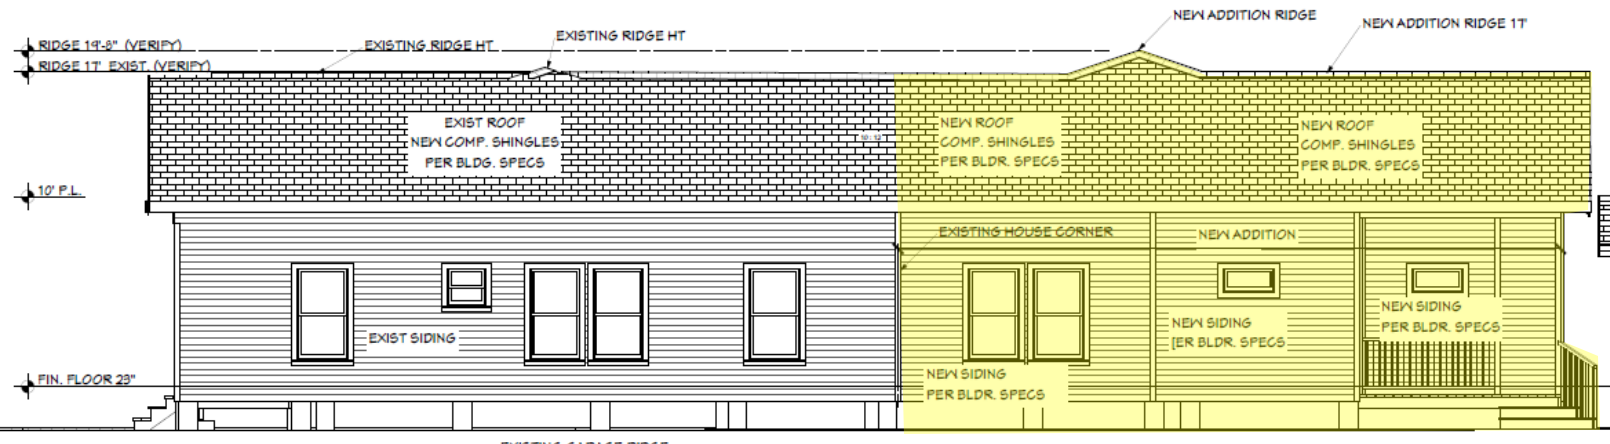 NEW ADDITION RIDGE
NEW ADDITION RIDGE 17'
EXISTING RIDGE HT
EXISTING RIDGE HT
RIDGE 19'-8" (VERIFY)
RIDGE 17' EXIST. (VERIFY)
EXIST ROOF
NEW COMP. SHINGLES
PER BLDG. SPECS
10 : 12
NEW ROOF
COMP. SHINGLES
PER BLDR. SPECS
NEW ROOF
COMP. SHINGLES
PER BLDR. SPECS
10' P.L.
EXISTING HOUSE CORNER
NEW ADDITION
EXIST SIDING
NEW SIDING
[ER BLDR. SPECS
NEW SIDING
PER BLDR. SPECS
FIN. FLOOR 23"
NEW SIDING
PER BLDR. SPECS